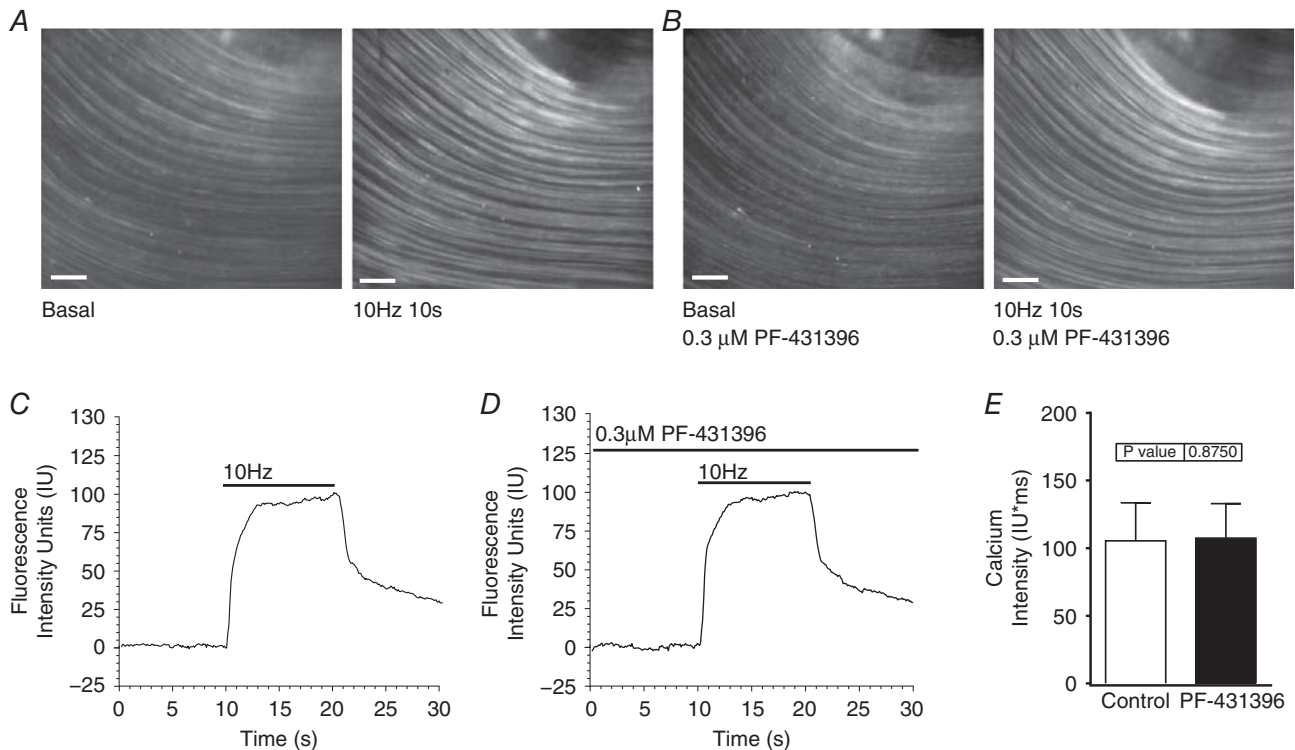 A
B
Basal
10Hz 10s
Basal
0.3 μM PF-431396
10Hz 10s
0.3 μM PF-431396
C
130
125
100
75
50
25
0
–25
Fluorescence
Intensity Units (IU)
10Hz
0 5 10 15 20 25 30
Time (s)
D
130
125
100
75
50
25
0
–25
Fluorescence
Intensity Units (IU)
0.3μM PF-431396
10Hz
0 5 10 15 20 25 30
Time (s)
E
200
150
100
50
0
Calcium
Intensity (IU*ms)
P value 0.8750
Control PF-431396